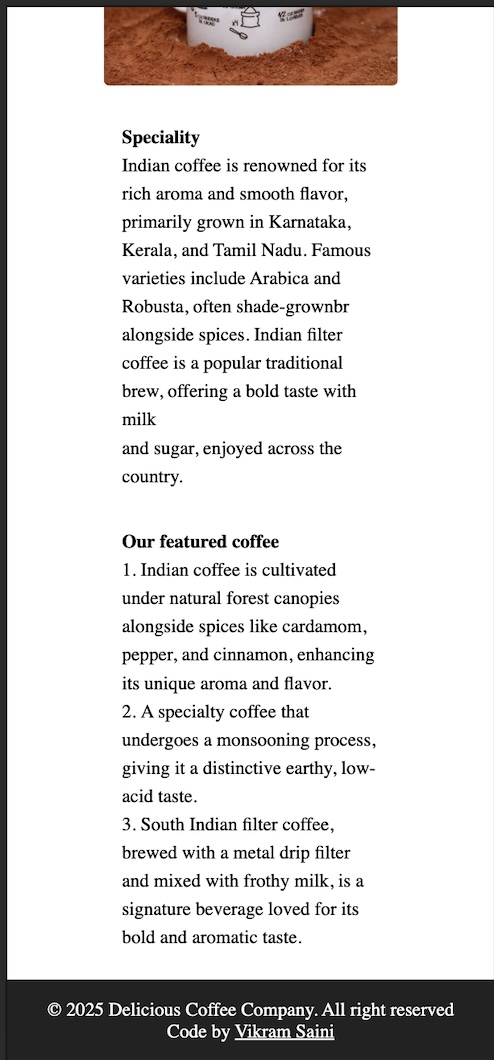 x4
Speciality
Indian coffee is renowned for its
rich aroma and smooth flavor,
primarily grown in Karnataka,
Kerala, and Tamil Nadu. Famous
varieties include Arabica and
Robusta, often shade-grownbr
alongside spices. Indian filter
coffee is a popular traditional
brew, offering a bold taste with
milk
and sugar, enjoyed across the
country.
Our featured coffee
1. Indian coffee is cultivated
under natural forest canopies
alongside spices like cardamom,
pepper, and cinnamon, enhancing
its unique aroma and flavor.
2. A specialty coffee that
undergoes a monsooning process,
giving it a distinctive earthy, low-
acid taste.
3. South Indian filter coffee,
brewed with a metal drip filter
and mixed with frothy milk, is a
signature beverage loved for its
bold and aromatic taste.
© 2025 Delicious Coffee Company. All right reserved
Code by Vikram Saini